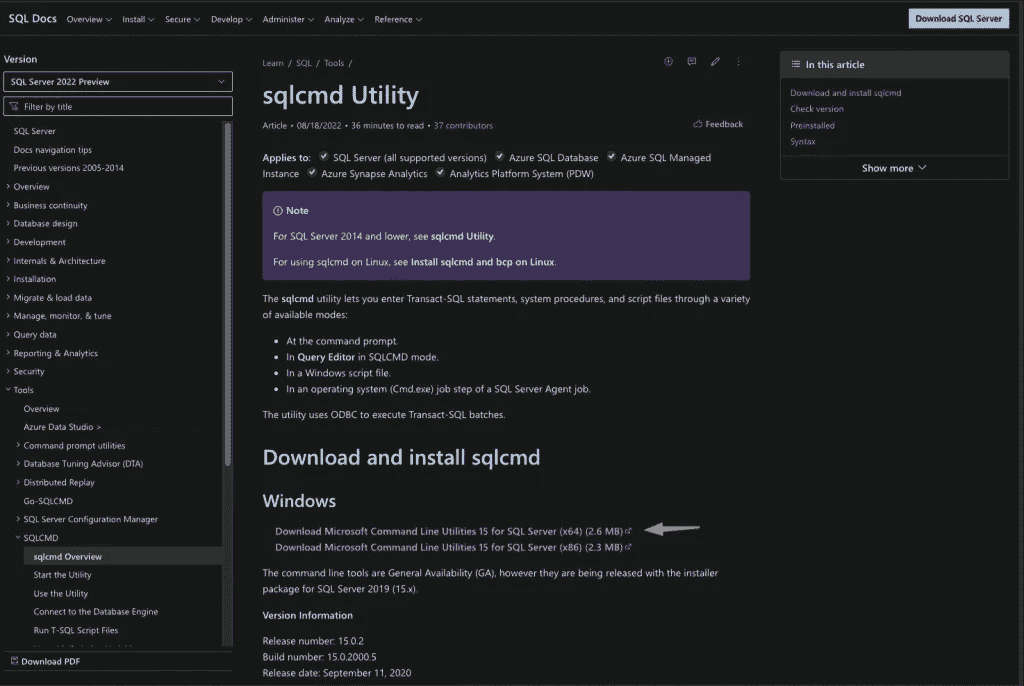 SQL Docs Overview Install Secure Develop Administer Analyze Reference Download SQL Server
Version
SQL Server 2022 Preview
Filter by title
SQL Server
Docs navigation tips
Previous versions 2005-2014
Overview
Business continuity
Database design
Development
Internals & Architecture
Installation
Migrate & load data
Manage, monitor, & tune
Query data
Reporting & Analytics
Security
Tools
Overview
Azure Data Studio >
Command prompt utilities
Database Tuning Advisor (DTA)
Distributed Replay
Go-SQLCMD
SQL Server Configuration Manager
SQLCMD
sqlcmd Overview
Start the Utility
Use the Utility
Connect to the Database Engine
Run T-SQL Script Files
Download PDF
Learn / SQL / Tools /
sqlcmd Utility
Article • 08/18/2022 • 36 minutes to read • 37 contributors
Feedback
Applies to: SQL Server (all supported versions) Azure SQL Database Azure SQL Managed
Instance Azure Synapse Analytics Analytics Platform System (PDW)
Note
For SQL Server 2014 and lower, see sqlcmd Utility.
For using sqlcmd on Linux, see Install sqlcmd and bcp on Linux.
The sqlcmd utility lets you enter Transact-SQL statements, system procedures, and script files through a variety
of available modes:
• At the command prompt.
• In Query Editor in SQLCMD mode.
• In a Windows script file.
• In an operating system (Cmd.exe) job step of a SQL Server Agent job.
The utility uses ODBC to execute Transact-SQL batches.
Download and install sqlcmd
Windows
Download Microsoft Command Line Utilities 15 for SQL Server (x64) (2.6 MB)
Download Microsoft Command Line Utilities 15 for SQL Server (x86) (2.3 MB)
The command line tools are General Availability (GA), however they are being released with the installer
package for SQL Server 2019 (15.x).
Version Information
Release number: 15.0.2
Build number: 15.0.2000.5
Release date: September 11, 2020
In this article
Download and install sqlcmd
Check version
Preinstalled
Syntax
Show more